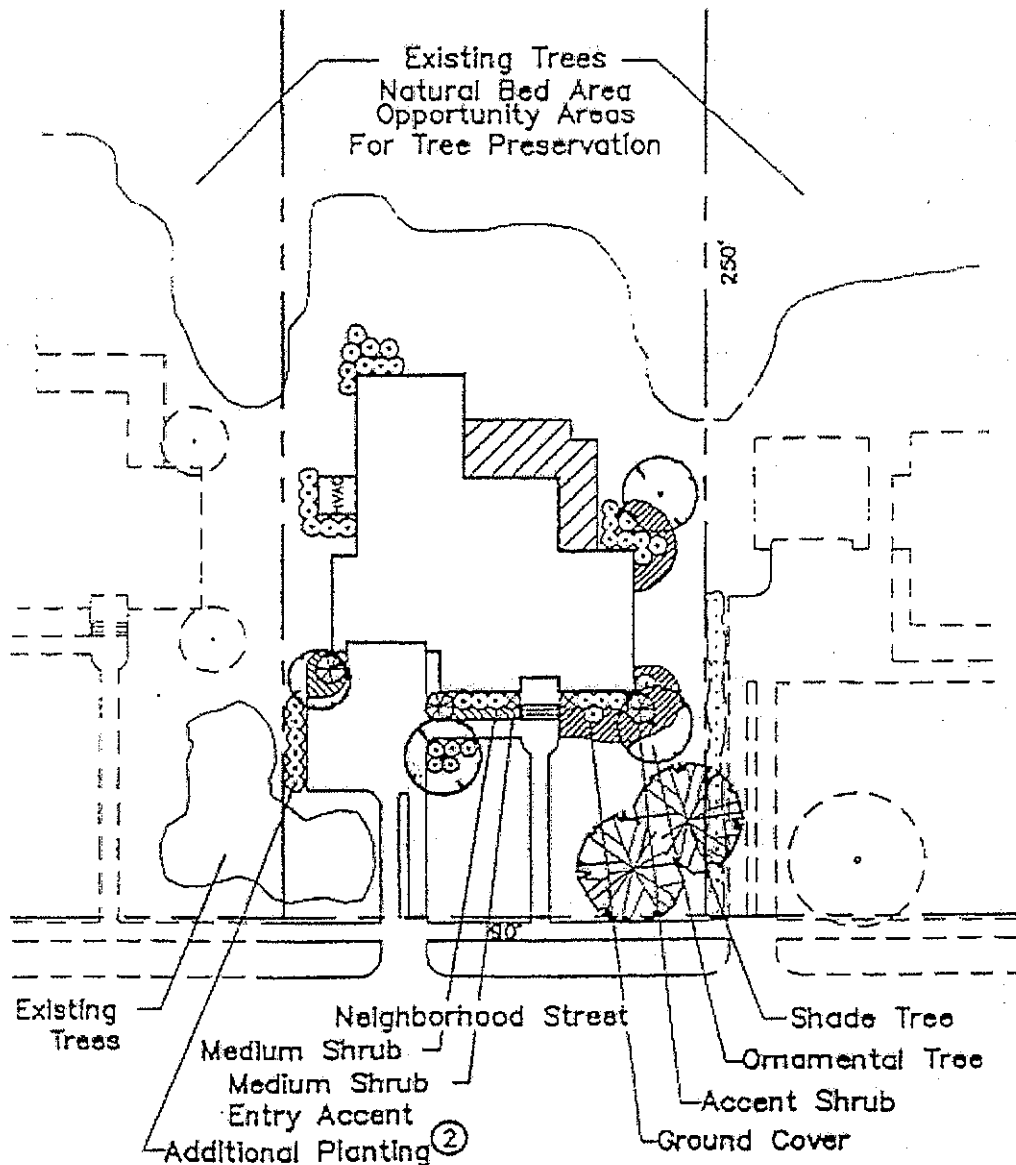 Existing Trees
Natural Bed Area
Opportunity Areas
For Tree Preservation
250'
HVAC
Existing
Trees
Neighborhood Street
Medium Shrub
Medium Shrub
Entry Accent
Additional Planting 2
Shade Tree
Ornamental Tree
Accent Shrub
Ground Cover